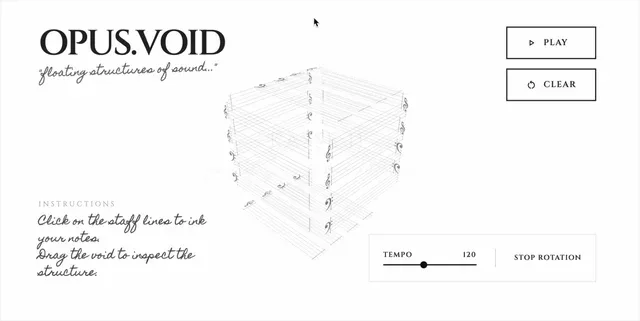 OPUS.VOID
"floating structures of sound..."
PLAY
CLEAR
INSTRUCTIONS
Click on the staff lines to ink
your notes.
Drag the void to inspect the
structure.
TEMPO 120
STOP ROTATION